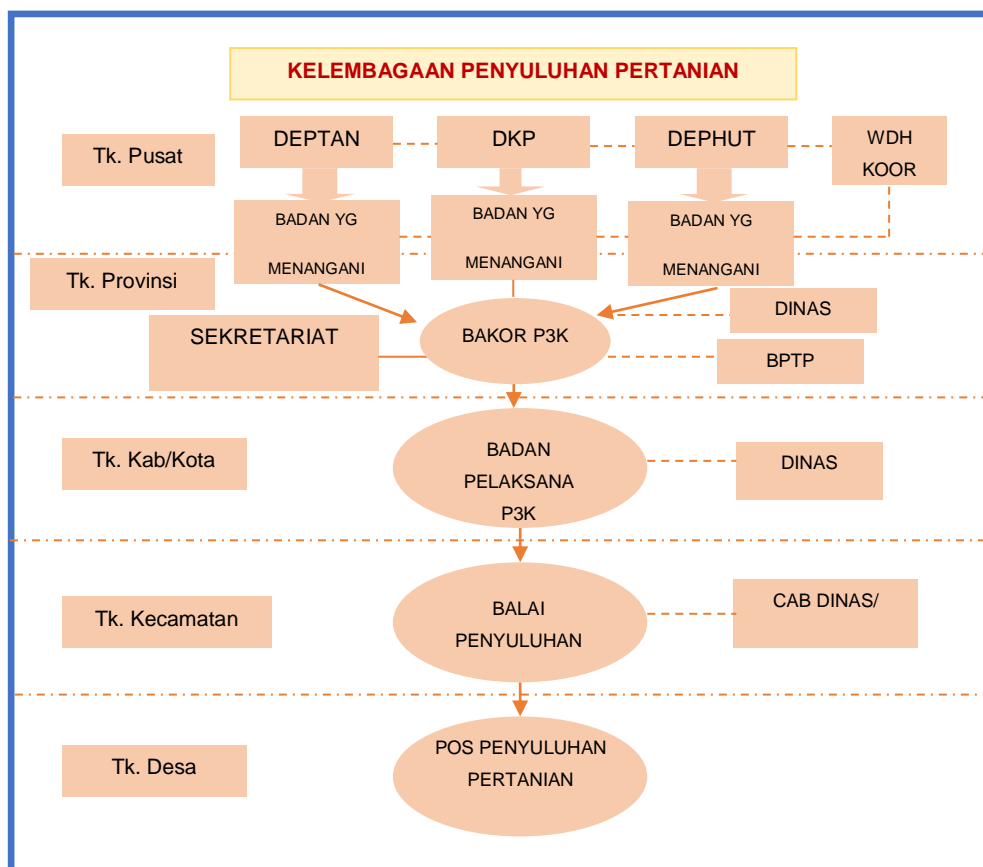 KELEMBAGAAN PENYULUHAN PERTANIAN
Tk. Pusat
DEPTAN
DKP
DEPHUT
WDH
KOOR
BADAN YG
MENANGANI
BADAN YG
MENANGANI
BADAN YG
MENANGANI
Tk. Provinsi
SEKRETARIAT
BAKOR P3K
DINAS
BPTP
Tk. Kab/Kota
BADAN
PELAKSANA
P3K
DINAS
Tk. Kecamatan
BALAI
PENYULUHAN
CAB DINAS/
Tk. Desa
POS PENYULUHAN
PERTANIAN